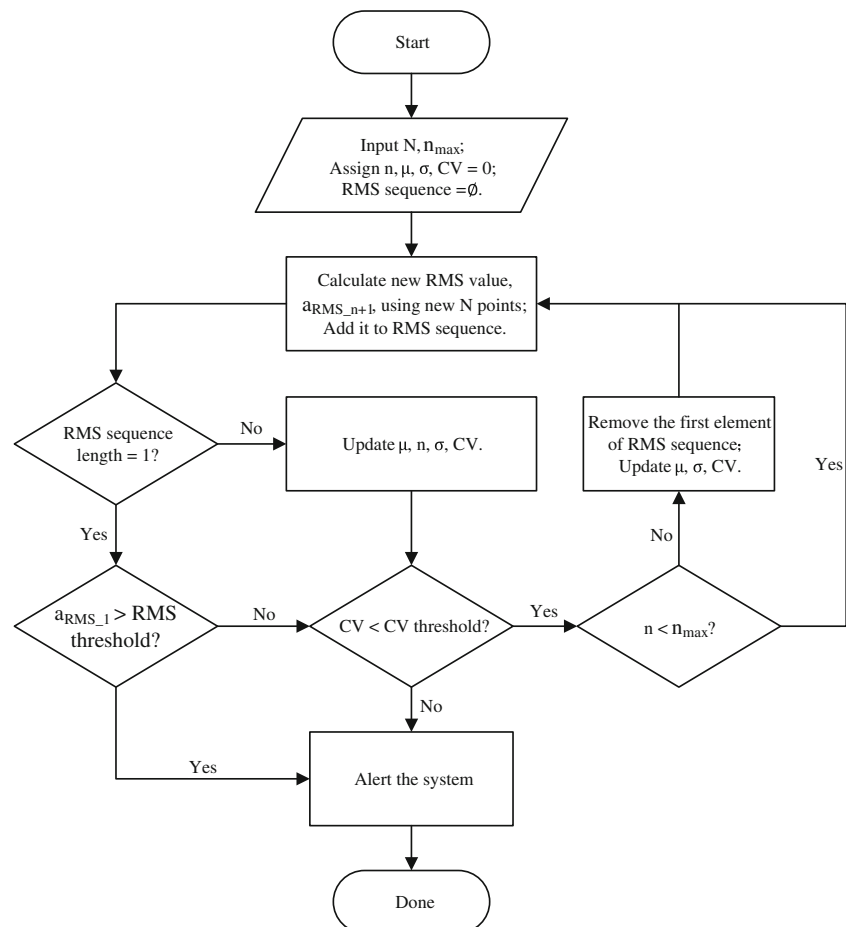 Start
Input N, nmax;
Assign n, μ, σ, CV = 0;
RMS sequence =∅.
Calculate new RMS value,
aRMS_n+1, using new N points;
Add it to RMS sequence.
RMS sequence
length = 1?
No
Update μ, n, σ, CV.
Remove the first element
of RMS sequence;
Update μ, σ, CV.
Yes
Yes
No
aRMS_1 > RMS
threshold?
No
CV < CV threshold?
Yes
n < nmax?
No
Yes
Alert the system
Done